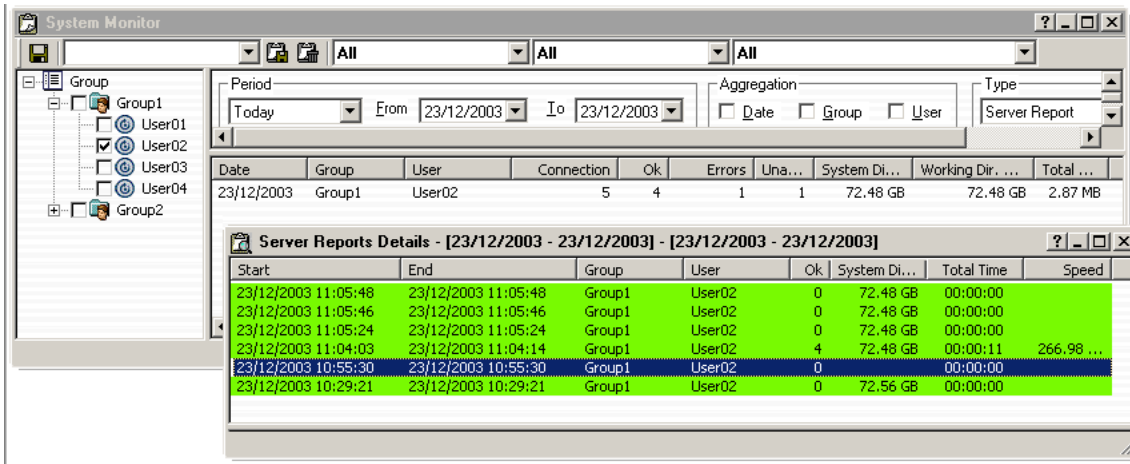 System Monitor
All All All
Group
Group1
User01
User02
User03
User04
Group2
Period
Today From 23/12/2003 To 23/12/2003
Aggregation
Date Group User
Type
Server Report
Date Group User Connection Ok Errors Una... System Di... Working Dir. ... Total ...
23/12/2003 Group1 User02 5 4 1 1 72.48 GB 72.48 GB 2.87 MB
Server Reports Details - [23/12/2003 - 23/12/2003] - [23/12/2003 - 23/12/2003]
Start End Group User Ok System Di... Total Time Speed
23/12/2003 11:05:48 23/12/2003 11:05:48 Group1 User02 0 72.48 GB 00:00:00
23/12/2003 11:05:46 23/12/2003 11:05:46 Group1 User02 0 72.48 GB 00:00:00
23/12/2003 11:05:24 23/12/2003 11:05:24 Group1 User02 0 72.48 GB 00:00:00
23/12/2003 11:04:03 23/12/2003 11:04:14 Group1 User02 4 72.48 GB 00:00:11 266.98 ...
23/12/2003 10:55:30 23/12/2003 10:55:30 Group1 User02 0 00:00:00
23/12/2003 10:29:21 23/12/2003 10:29:21 Group1 User02 0 72.56 GB 00:00:00